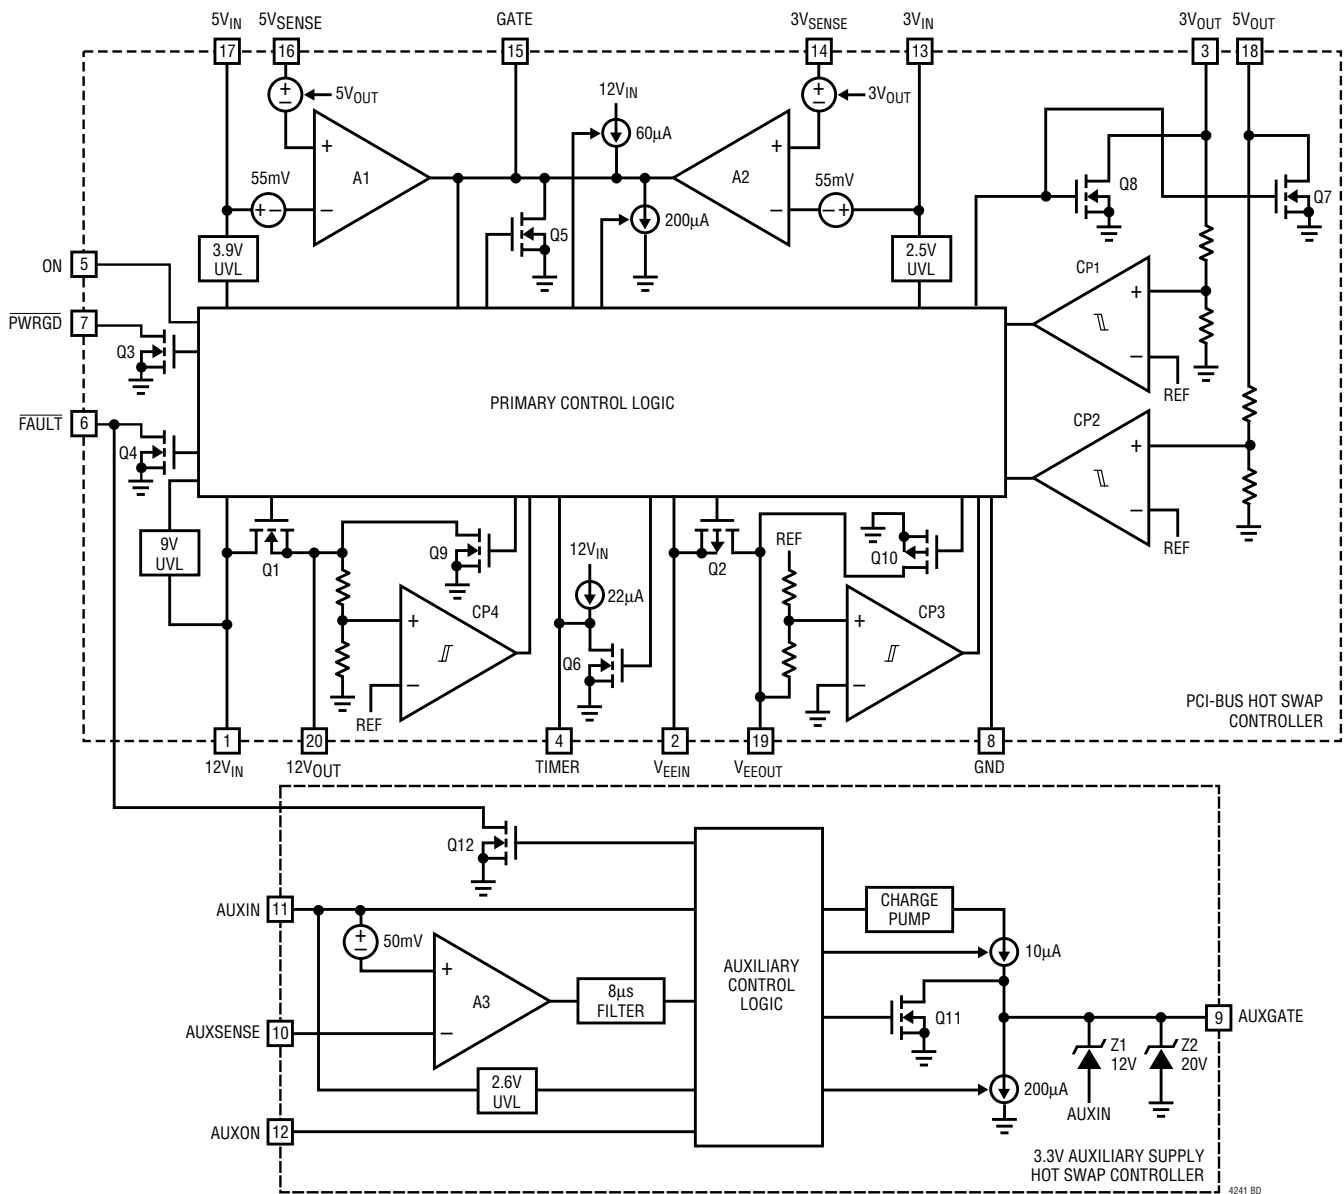 5VIN
5VSENSE
GATE
3VSENSE
3VIN
3VOUT
5VOUT
17
16
15
14
13
3
18
+
−
5VOUT
12VIN
+
−
3VOUT
60µA
+
A1
−
55mV
+−
A2
+
−
55mV
−+
Q8
Q7
Q5
200µA
3.9V
UVL
2.5V
UVL
ON
5
CP1
+
−
REF
PWRGD
7
Q3
PRIMARY CONTROL LOGIC
FAULT
6
Q4
CP2
+
−
REF
9V
UVL
Q1
Q9
12VIN
22µA
Q2
REF
Q10
CP4
+
−
REF
Q6
CP3
+
−
PCI-BUS HOT SWAP
CONTROLLER
1
20
4
2
19
8
12VIN
12VOUT
TIMER
VEEIN
VEEOUT
GND
Q12
AUXIN
11
+
−
50mV
CHARGE
PUMP
+
A3
−
8µs
FILTER
AUXILIARY
CONTROL
LOGIC
10µA
AUXSENSE
10
Q11
9
AUXGATE
Z1
12V
Z2
20V
2.6V
UVL
200µA
AUXIN
AUXON
12
3.3V AUXILIARY SUPPLY
HOT SWAP CONTROLLER
4241 BD